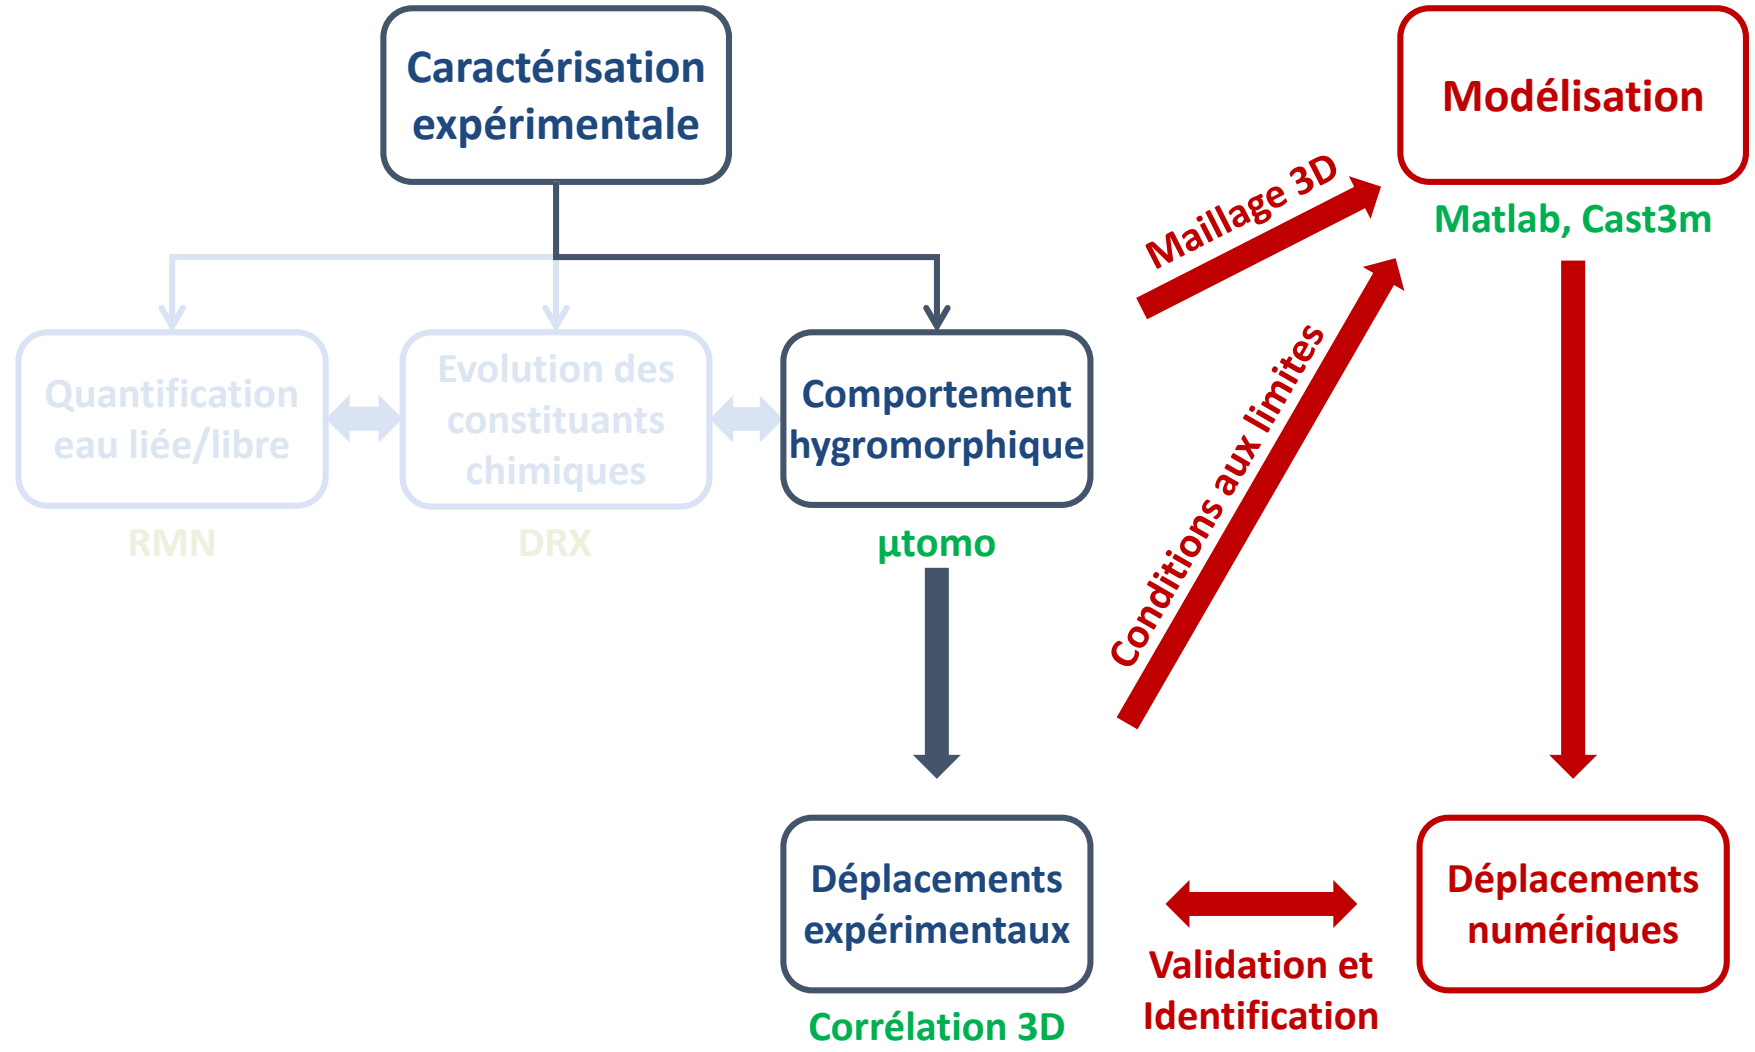 Caractérisation
expérimentale
Modélisation
Matlab, Cast3m
Maillage 3D
Conditions aux limites
Quantification
eau liée/libre
RMN
Evolution des
constituants
chimiques
DRX
Comportement
hygromorphique
µtomo
Déplacements
expérimentaux
Corrélation 3D
Validation et
Identification
Déplacements
numériques